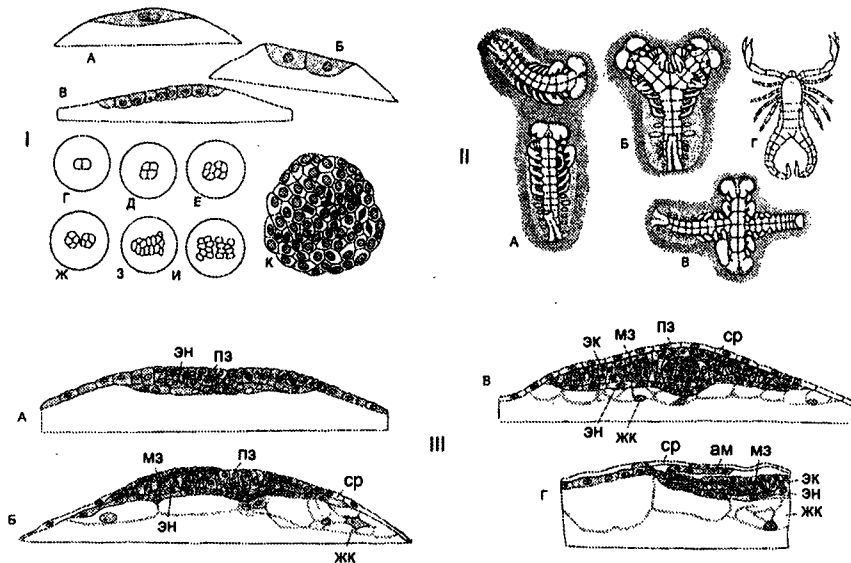 А
Б
В
I
Г
Д
Е
Ж
З
И
К
II
А
Б
Г
В
эн
пз
А
мз
пз
ср
Б
эн
жк
III
эк
мз
пз
ср
В
эн
жк
ср
ам
мз
эк
Г
эн
жк